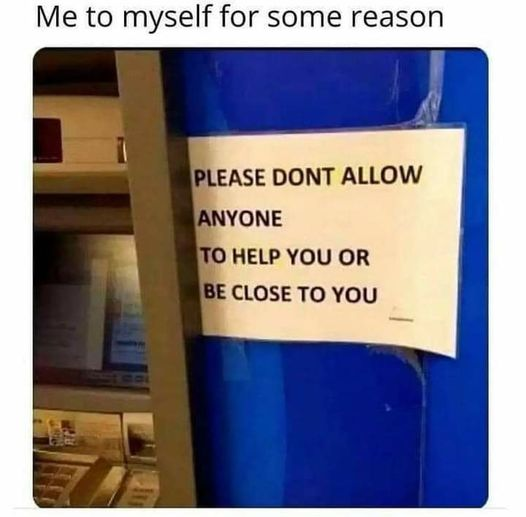 Me to myself for some reason
PLEASE DONT ALLOW
ANYONE
TO HELP YOU OR
BE CLOSE TO YOU